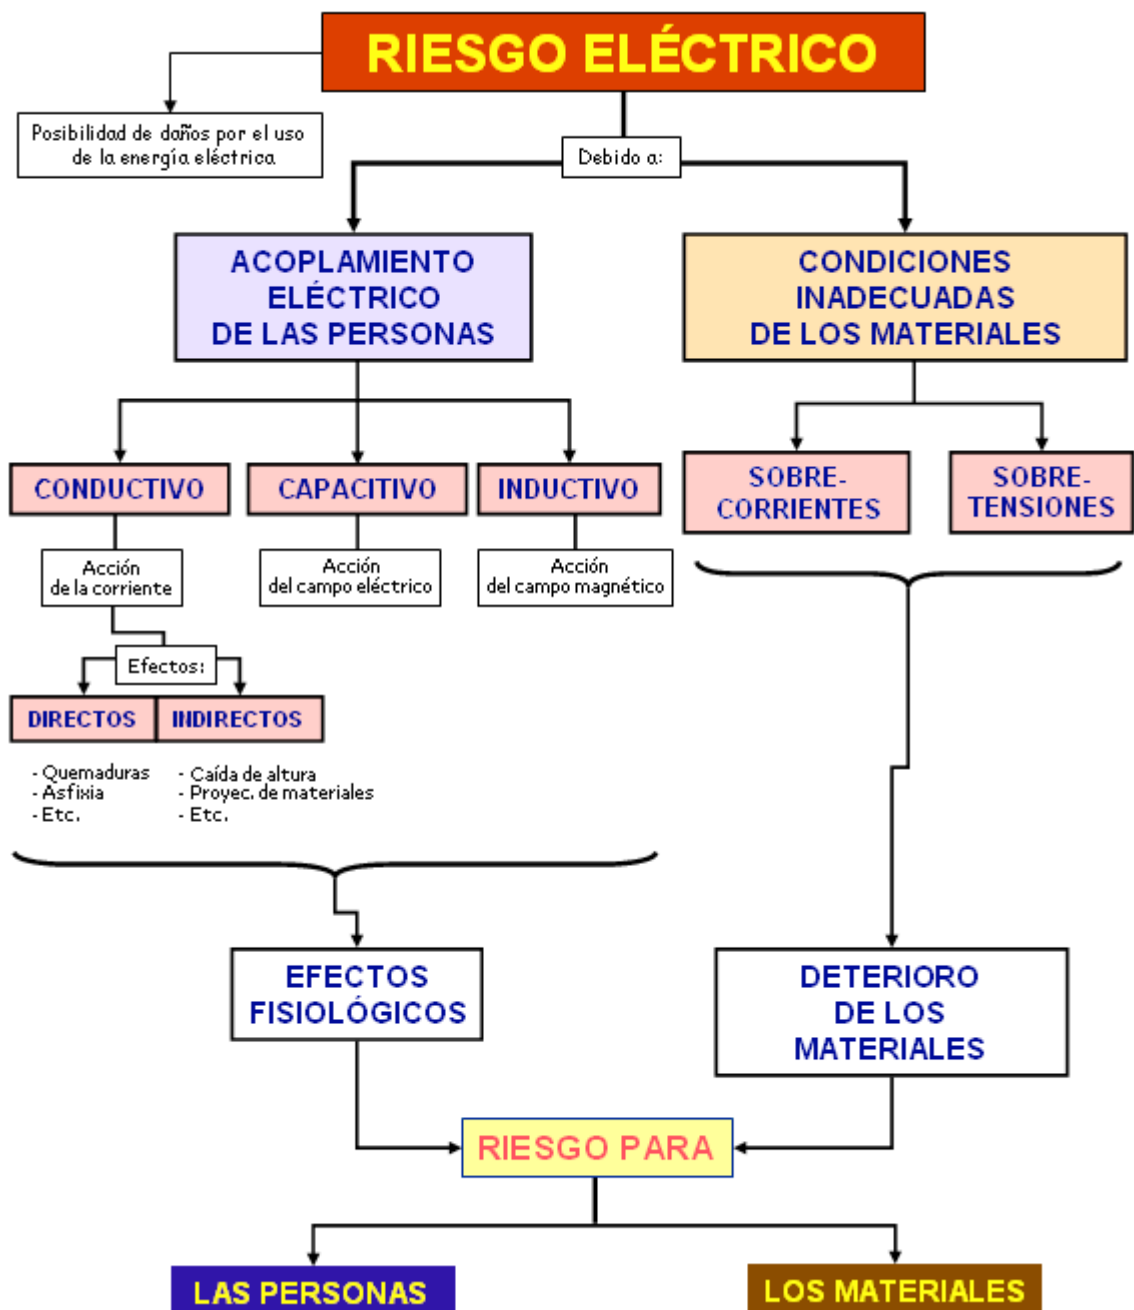 RIESGO ELÉCTRICO
Posibilidad de daños por el uso
de la energía eléctrica
Debido a:
ACOPLAMIENTO
ELÉCTRICO
DE LAS PERSONAS
CONDICIONES
INADECUADAS
DE LOS MATERIALES
CONDUCTIVO
CAPACITIVO
INDUCTIVO
SOBRE-
CORRIENTES
SOBRE-
TENSIONES
Acción
de la corriente
Acción
del campo eléctrico
Acción
del campo magnético
Efectos:
DIRECTOS
INDIRECTOS
- Quemaduras
- Asfixia
- Etc.
- Caída de altura
- Proyec. de materiales
- Etc.
EFECTOS
FISIOLÓGICOS
DETERIORO
DE LOS
MATERIALES
RIESGO PARA
LAS PERSONAS
LOS MATERIALES